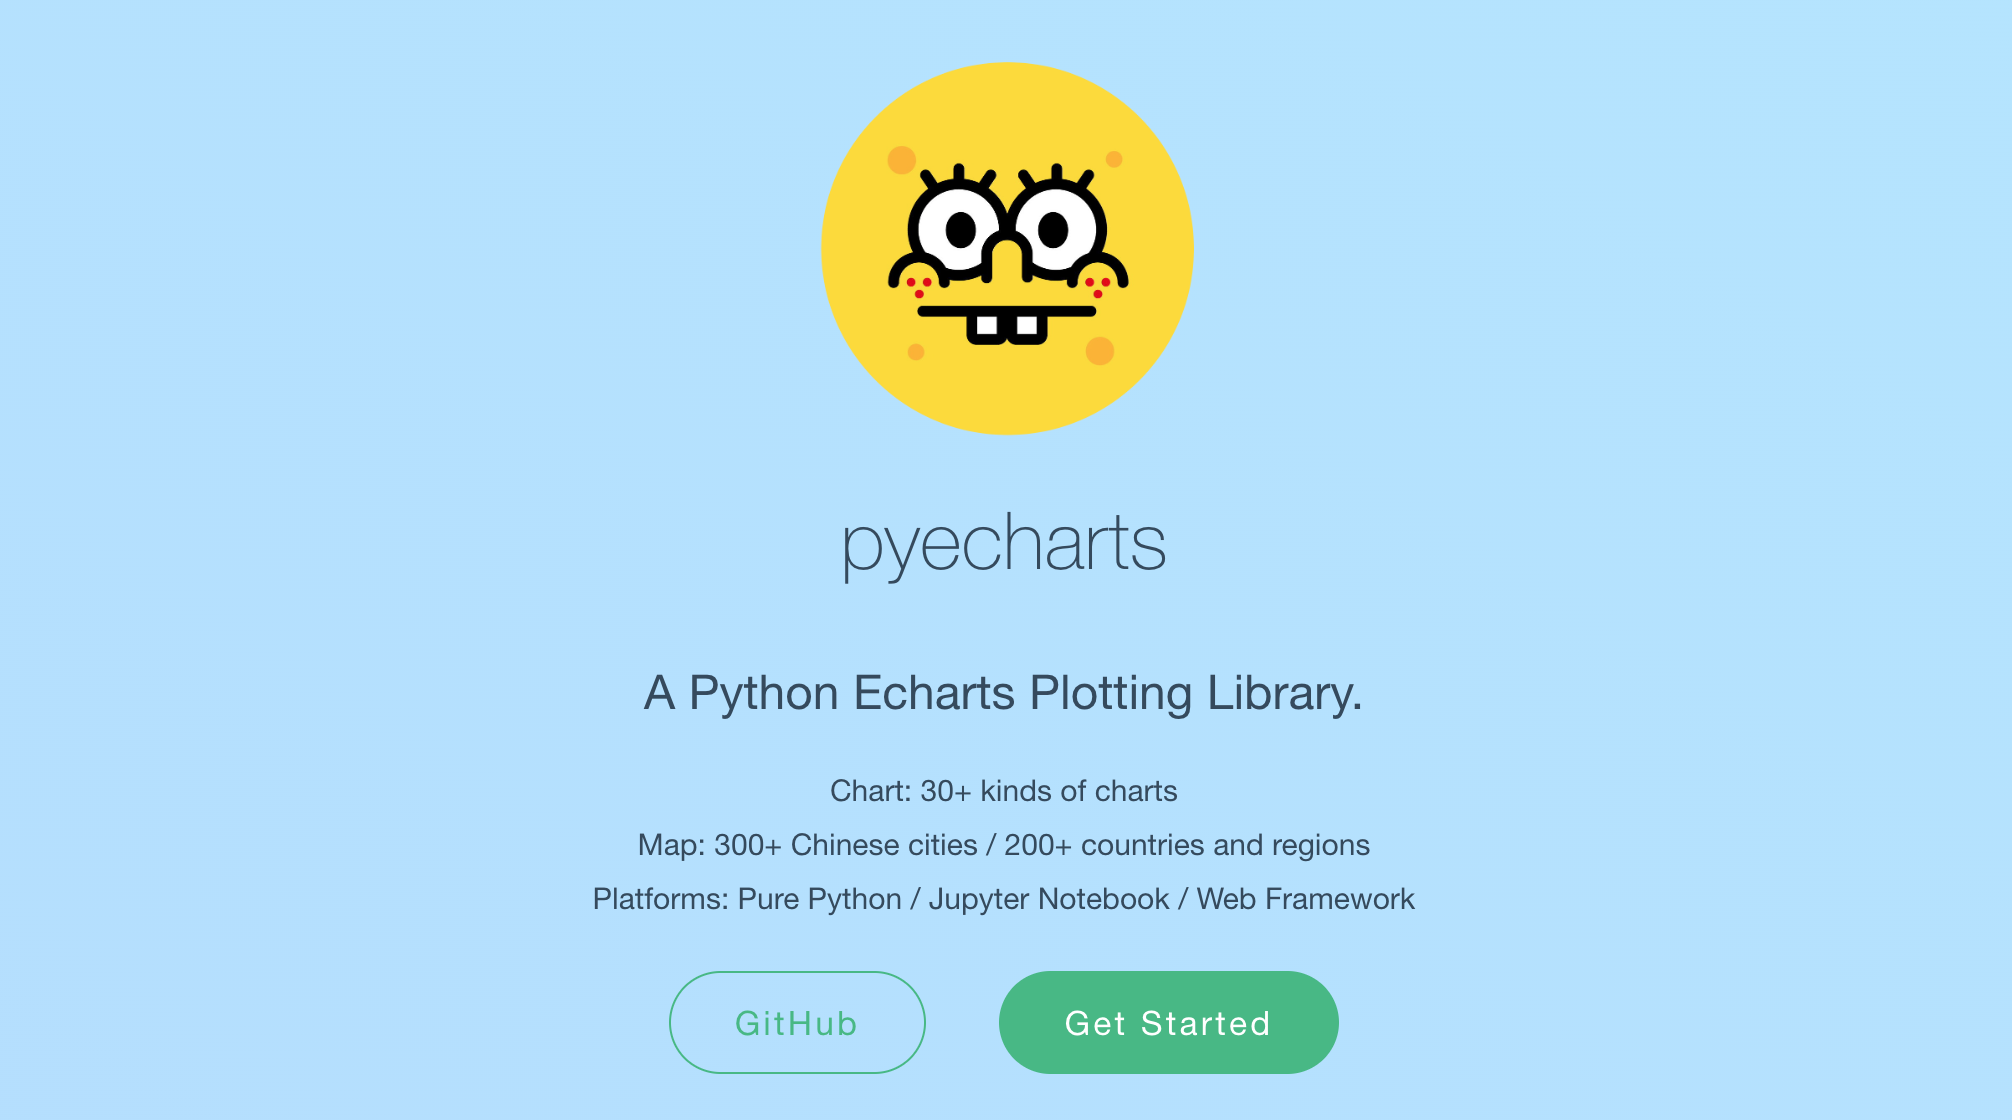 pyecharts
A Python Echarts Plotting Library.
Chart: 30+ kinds of charts
Map: 300+ Chinese cities / 200+ countries and regions
Platforms: Pure Python / Jupyter Notebook / Web Framework
GitHub
Get Started